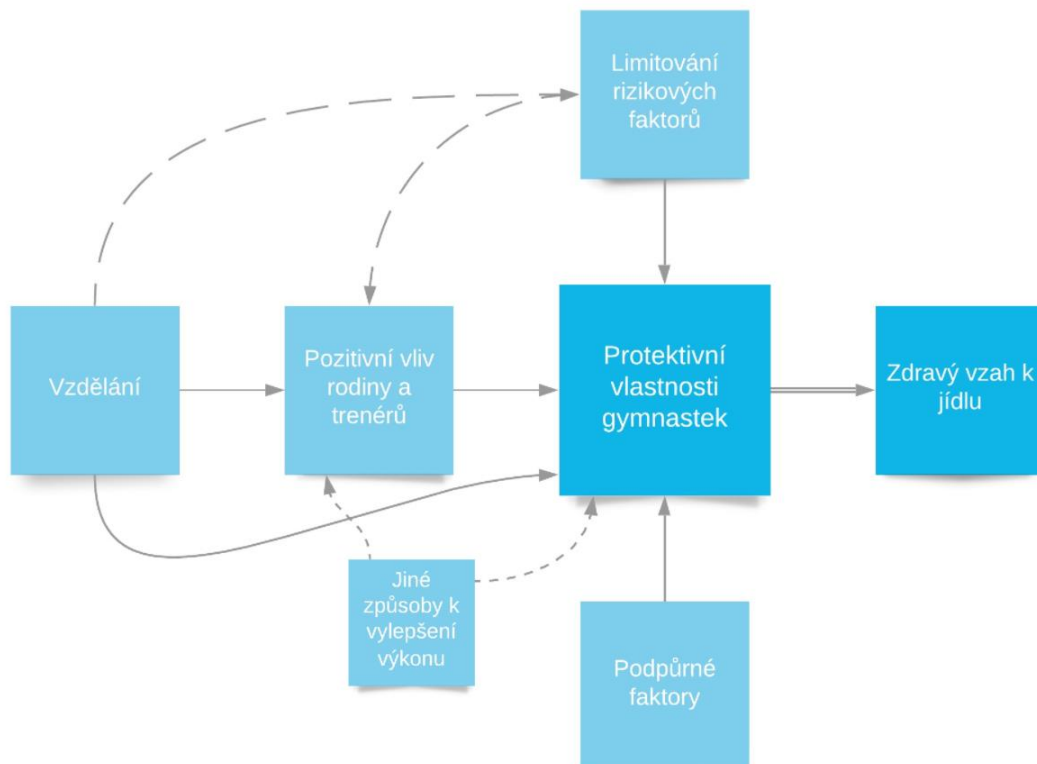 Limitování
rizikových
faktorů
Vzdělání
Pozitivní vliv
rodiny a
trenérů
Protektivní
vlastnosti
gymnastek
Zdravý vzah k
jídlu
Jiné
způsoby k
vylepšení
výkonu
Podpůrné
faktory